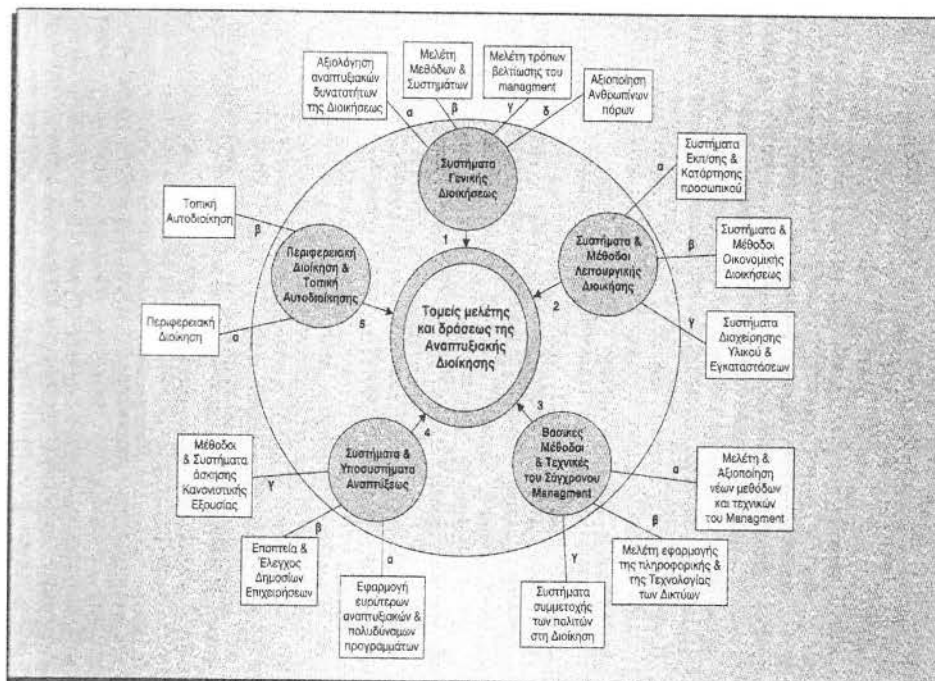 Αξιολόγηση
αναπτυξιακών
δυνατοτήτων
της Διοικήσεως
α
Μελέτη
Μεθόδων &
Συστημάτων
β
Μελέτη τρόπων
βελτίωσης του
managment
γ
Αξιοποίηση
Ανθρωπίνων
πόρων
δ
Συστήματα
Γενικής
Διοικήσεως
1
Συστήματα
Εκπ/σης &
Κατάρτησης
προσωπικού
α
Συστήματα &
Μέθοδοι
Οικονομικής
Διοικήσεως
β
Συστήματα
Διαχείρησης
Υλικού &
Εγκαταστάσεων
γ
Συστήματα &
Μέθοδοι
Λειτουργικής
Διοίκησης
2
Τοπική
Αυτοδιοίκηση
β
Περιφερειακή
Διοίκηση
α
Περιφερειακή
Διοίκηση &
Τοπική
Αυτοδιοίκησης
5
Τομείς μελέτης
και δράσεως της
Αναπτυξιακής
Διοίκησης
3
Βασικες
Μέθοδοι
& Τεχνικές
του Σύγχρονου
Managment
Μελέτη &
Αξιοποίηση
νέων μεθόδων
και τεχνικών
του Managment
α
Μελέτη εφαρμογής
της πληροφορικής &
της Τεχνολογίας
των Δικτύων
β
Συστήματα
συμμετοχής
των πολιτών
στη Διοίκηση
γ
4
Συστήματα &
Υποσυστήματα
Αναπτύξεως
Μέθοδοι
& Συστήματα
άσκησης
Κανονιστικής
Εξουσίας
γ
Εποπτεία &
Έλεγχος
Δημοσίων
Επιχειρήσεων
β
Εφαρμογή
ευρύτερων
αναπτυξιακών &
πολυδύναμων
προγραμμάτων
α